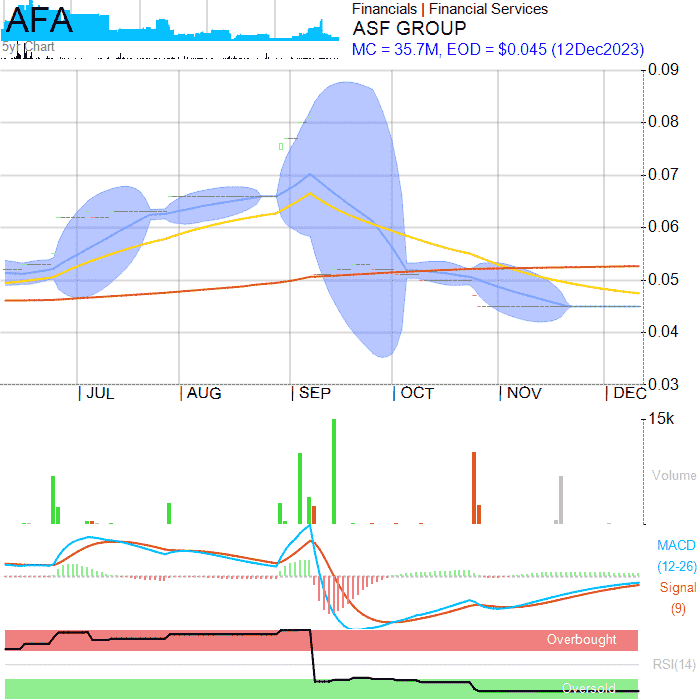 AFA
5yr Chart
Financials | Financial Services
ASF GROUP
MC = 35.7M, EOD = $0.045 (12Dec2023)
0.09
0.08
0.07
0.06
0.05
0.04
0.03
JUL
AUG
SEP
OCT
NOV
DEC
15k
Volume
MACD
(12-26)
Signal
(9)
Overbought
RSI(14)
Oversold